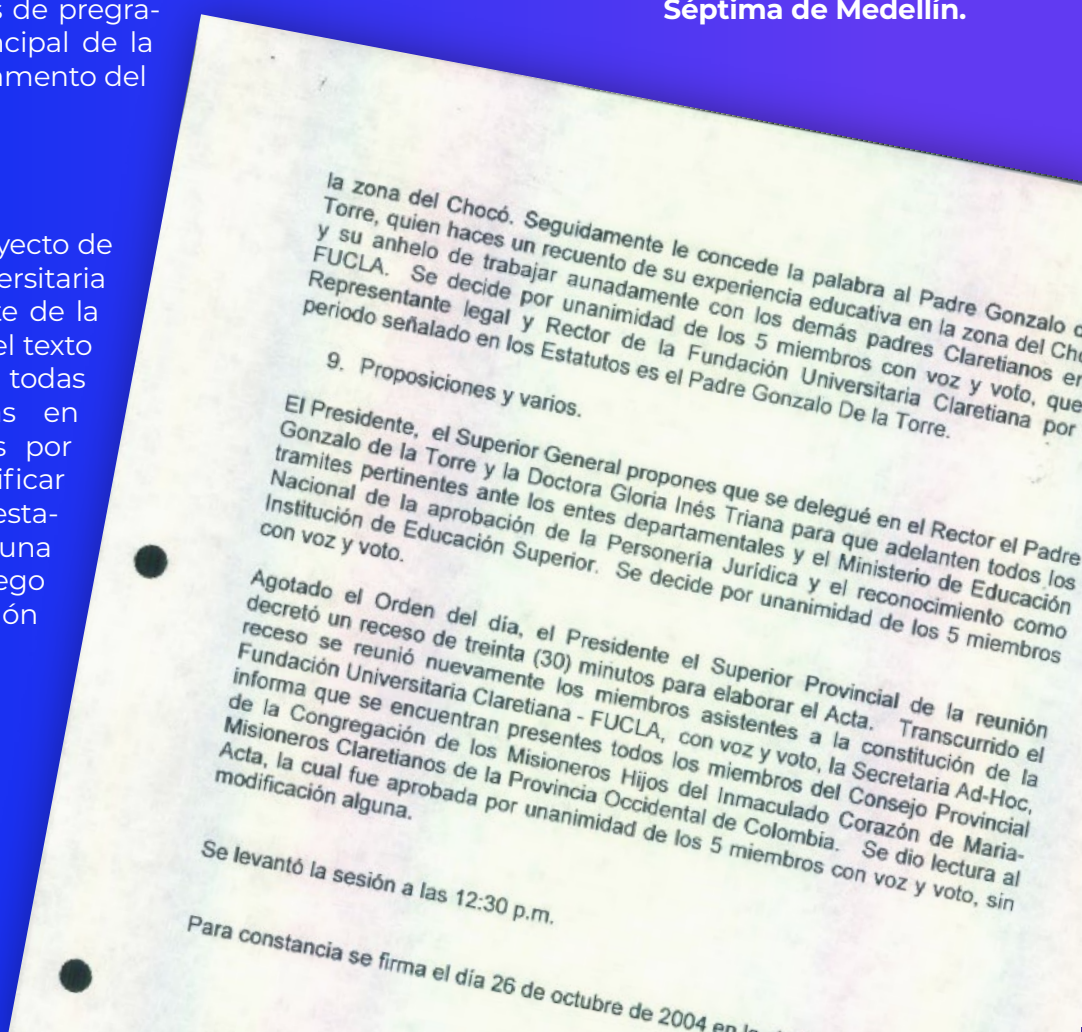 s de pregra-
ncipal de la
amento del
yecto de
ersitaria
e de la
el texto
todas
s en
s por
ificar
esta-
una
ego
ón
Séptima de Medellín.
la zona del Chocó. Seguidamente le concede la palabra al Padre Gonzalo d
Torre, quien haces un recuento de su experiencia educativa en la zona del Cho
y su anhelo de trabajar aunadamente con los demás padres Claretianos en
FUCLA. Se decide por unanimidad de los 5 miembros con voz y voto, que
Representante legal y Rector de la Fundación Universitaria Claretiana por
periodo señalado en los Estatutos es el Padre Gonzalo De la Torre.
9. Proposiciones y varios.
El Presidente, el Superior General propones que se delegué en el Rector el Padre
Gonzalo de la Torre y la Doctora Gloria Inés Triana para que adelanten todos los
tramites pertinentes ante los entes departamentales y el Ministerio de Educación
Nacional de la aprobación de la Personería Jurídica y el reconocimiento como
Institución de Educación Superior. Se decide por unanimidad de los 5 miembros
con voz y voto.
Agotado el Orden del día, el Presidente el Superior Provincial de la reunión
decretó un receso de treinta (30) minutos para elaborar el Acta. Transcurrido el
receso se reunió nuevamente los miembros asistentes a la constitución de la
Fundación Universitaria Claretiana - FUCLA, con voz y voto, la Secretaria Ad-Hoc,
informa que se encuentran presentes todos los miembros del Consejo Provincial
de la Congregación de los Misioneros Hijos del Inmaculado Corazón de Maria-
Misioneros Claretianos de la Provincia Occidental de Colombia. Se dio lectura al
Acta, la cual fue aprobada por unanimidad de los 5 miembros con voz y voto, sin
modificación alguna.
Se levantó la sesión a las 12:30 p.m.
Para constancia se firma el día 26 de octubre de 2004 en la